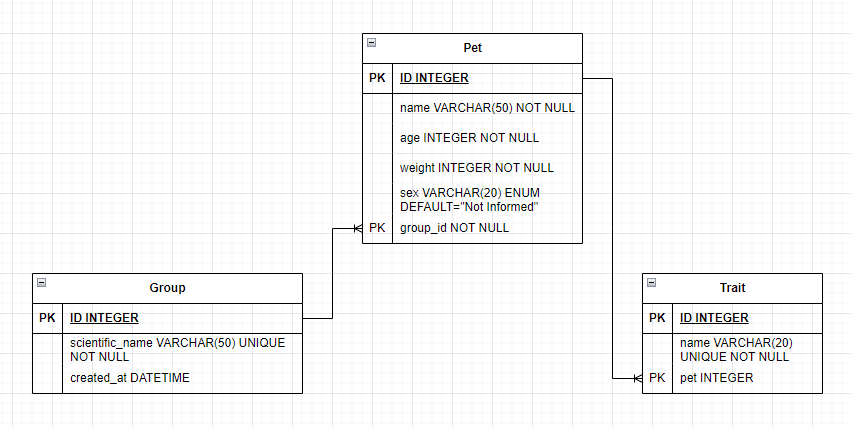 Pet
PK ID INTEGER
name VARCHAR(50) NOT NULL
age INTEGER NOT NULL
weight INTEGER NOT NULL
sex VARCHAR(20) ENUM
DEFAULT="Not Informed"
PK group_id NOT NULL
Group
PK ID INTEGER
scientific_name VARCHAR(50) UNIQUE
NOT NULL
created_at DATETIME
Trait
PK ID INTEGER
name VARCHAR(20)
UNIQUE NOT NULL
PK pet INTEGER